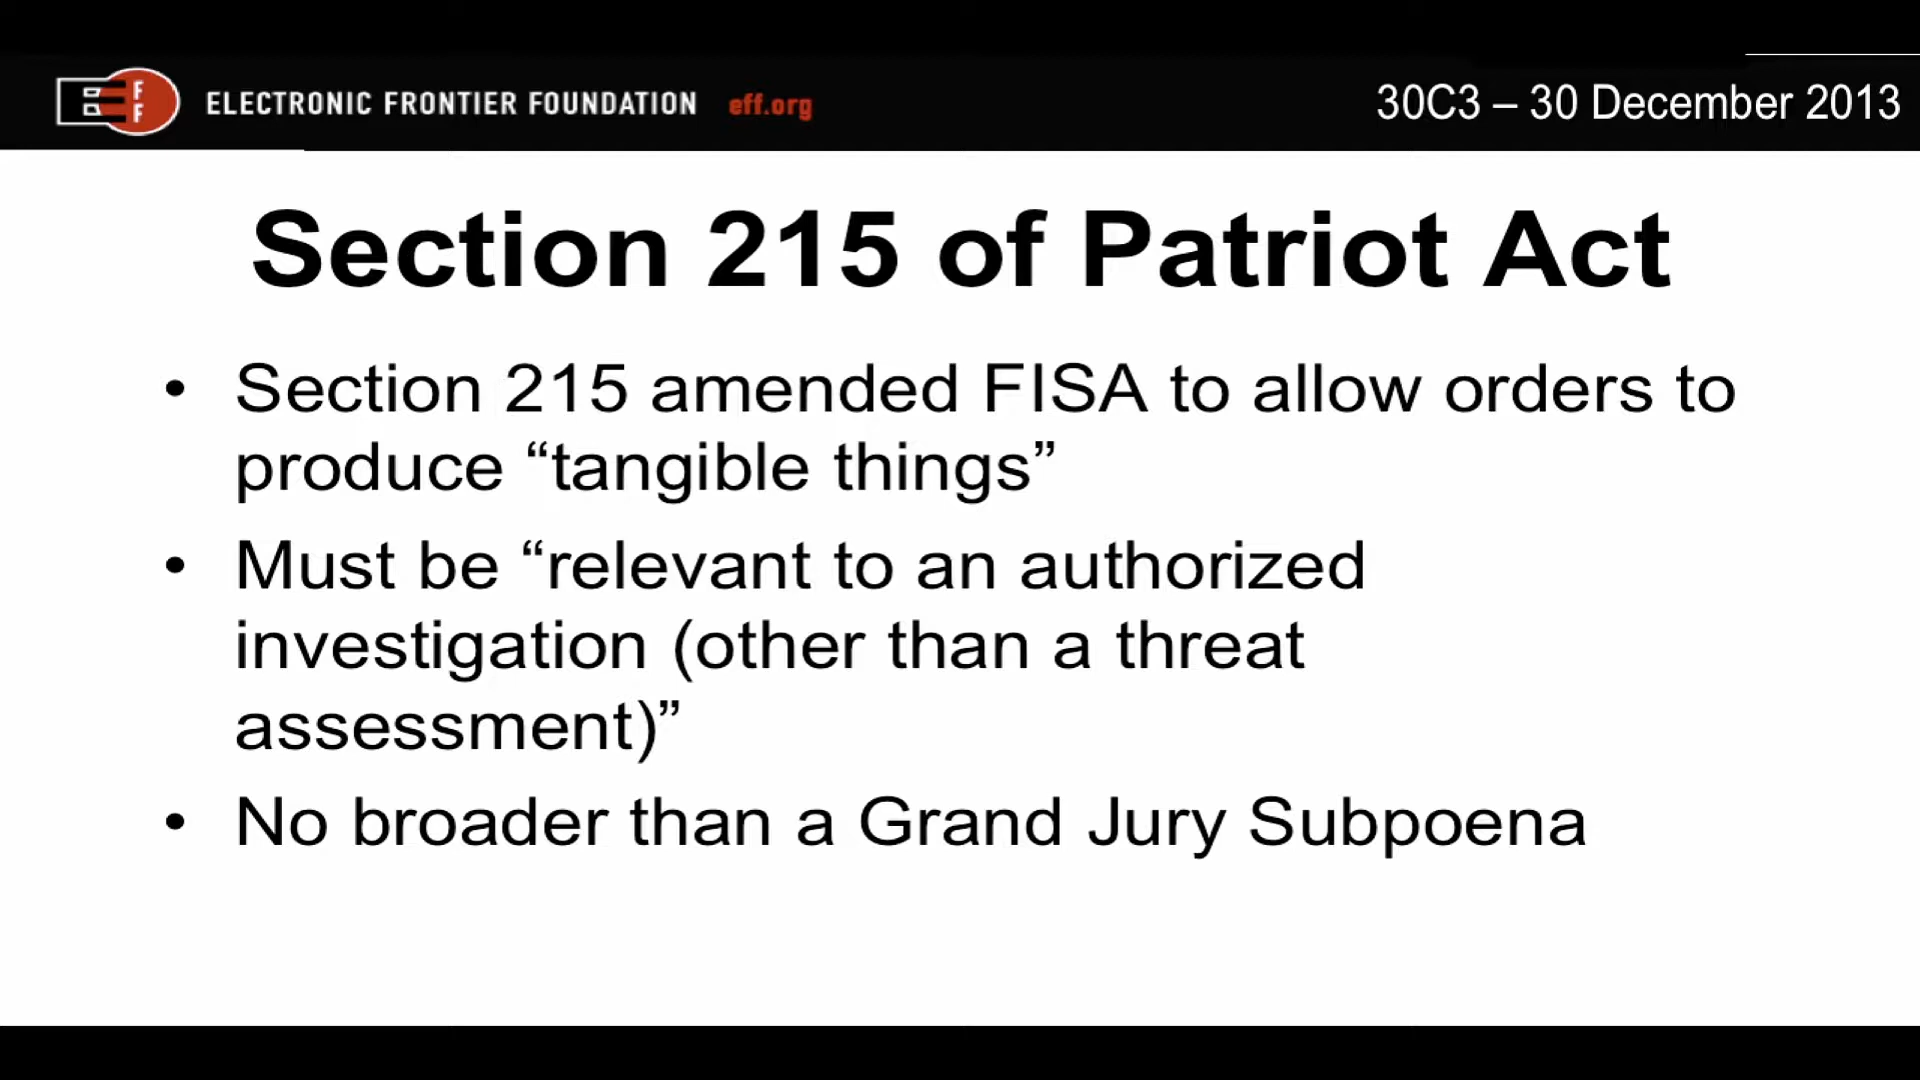 EFF
ELECTRONIC FRONTIER FOUNDATION eff.org
30C3 – 30 December 2013
Section 215 of Patriot Act
• Section 215 amended FISA to allow orders to
produce “tangible things”
• Must be “relevant to an authorized
investigation (other than a threat
assessment)”
• No broader than a Grand Jury Subpoena